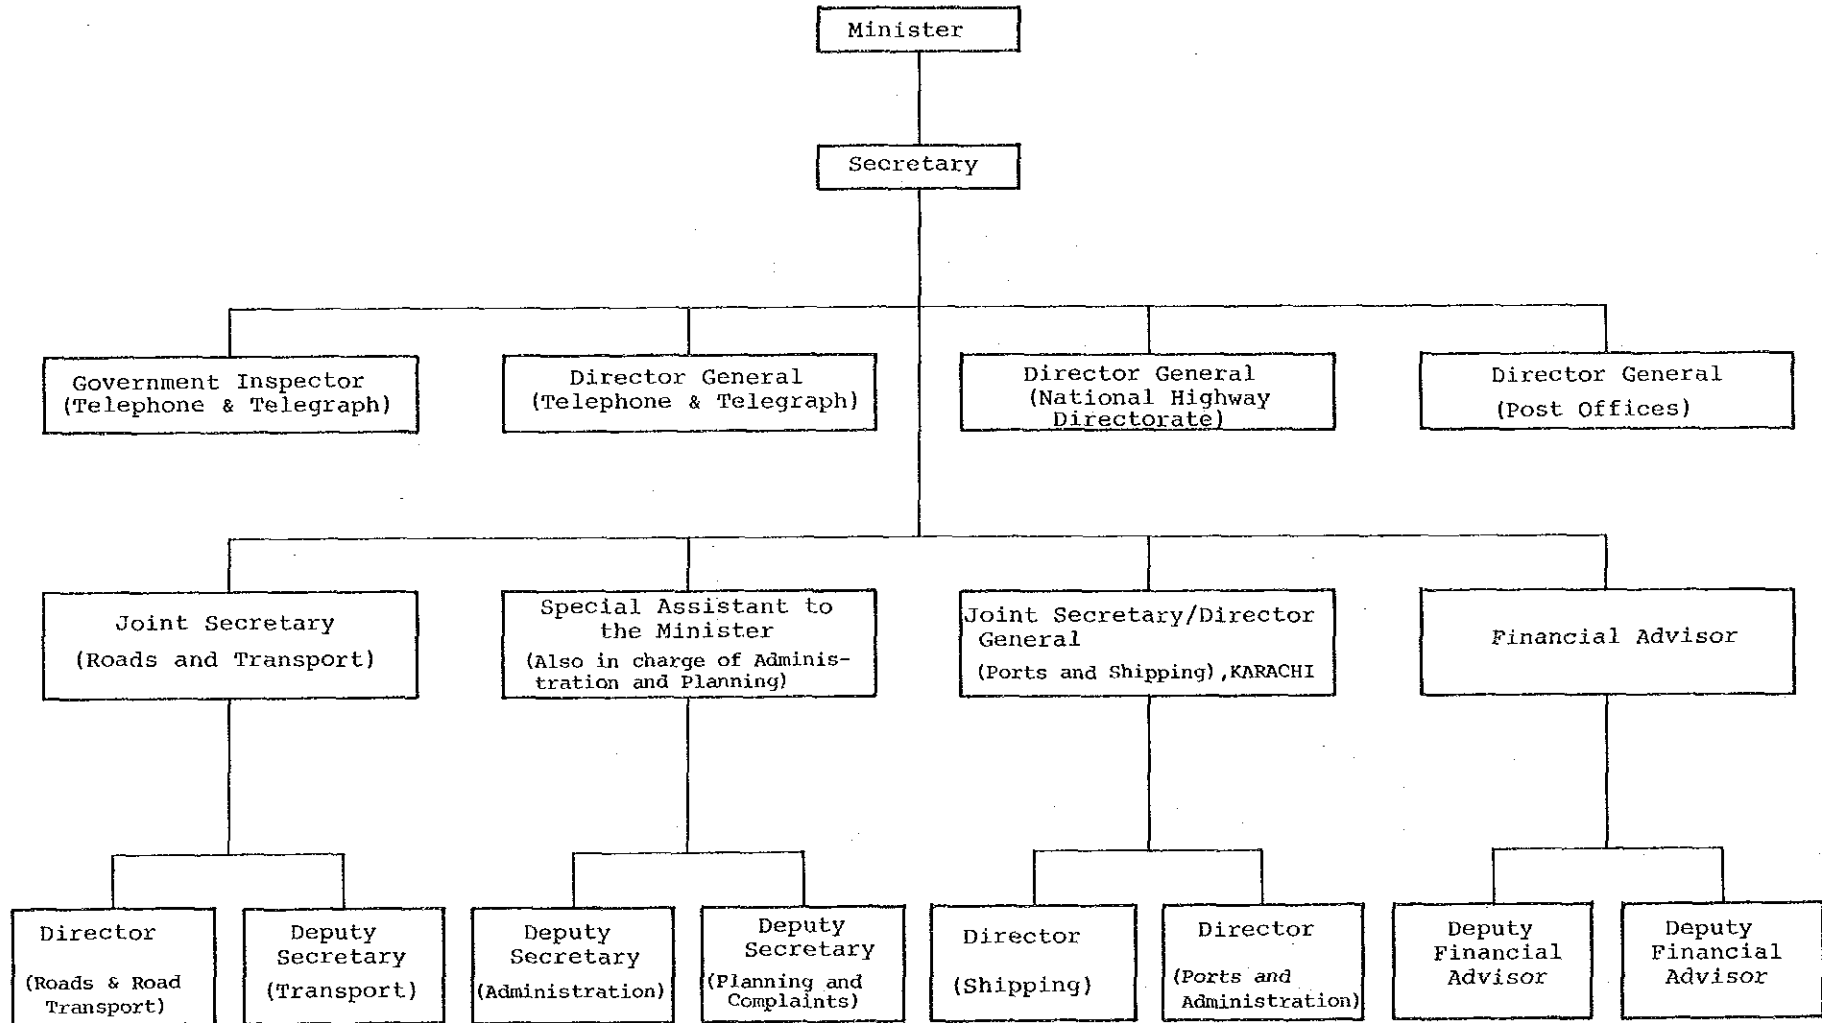 Minister
Secretary
Government Inspector
(Telephone & Telegraph)
Director General
(Telephone & Telegraph)
Director General
(National Highway
Directorate)
Director General
(Post Offices)
Joint Secretary
(Roads and Transport)
Special Assistant to
the Minister
(Also in charge of Adminis-
tration and Planning)
Joint Secretary/Director
General
(Ports and Shipping),KARACHI
Financial Advisor
Director
(Roads & Road
Transport)
Deputy
Secretary
(Transport)
Deputy
Secretary
(Administration)
Deputy
Secretary
(Planning and
Complaints)
Director
(Shipping)
Director
(Ports and
Administration)
Deputy
Financial
Advisor
Deputy
Financial
Advisor